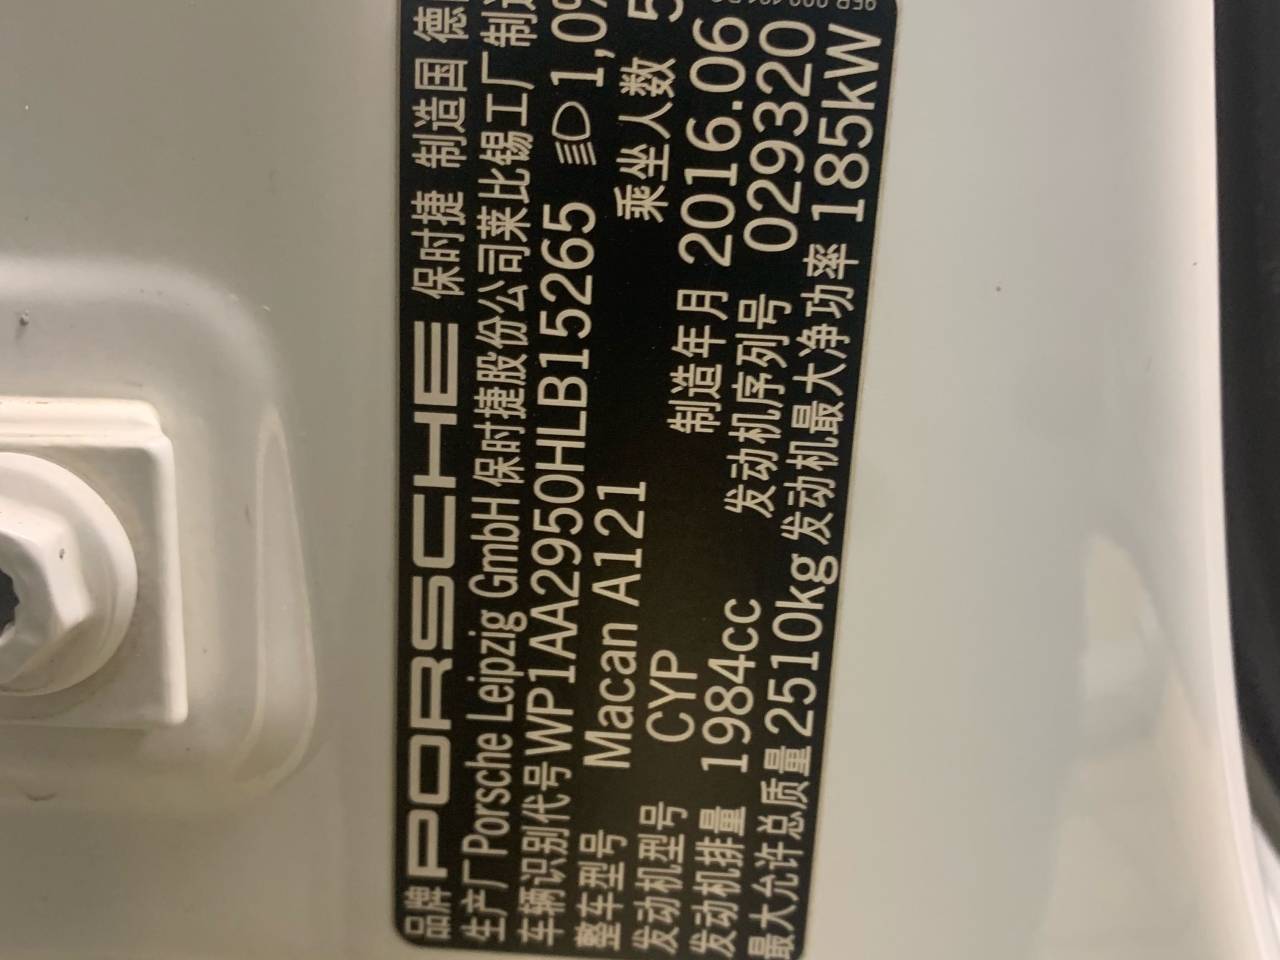 品牌 PORSCHE 保时捷 制造国 德
生产厂 Porsche Leipzig GmbH 保时捷股份公司莱比锡工厂 制造
车辆识别代号 WP1AA2950HLB15265 1,0%
整车型号 Macan A121 乘坐人数 5
发动机型号 CYP 制造年月 2016.06
发动机排量 1984cc 发动机序列号 029320
最大允许总质量 2510kg 发动机最大净功率 185kW